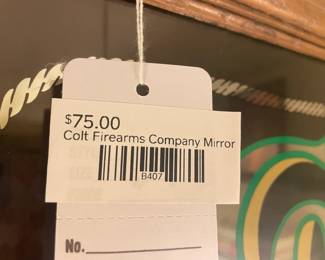 $75.00
Colt Firearms Company Mirror
B407
No.